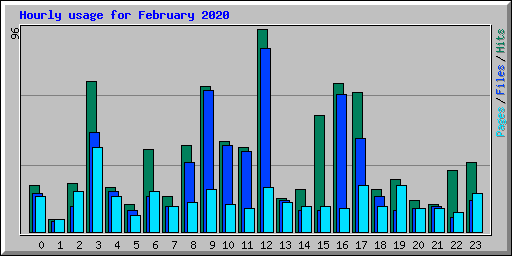 Hourly usage for February 2020
96
Pages / Files / Hits
0 1 2 3 4 5 6 7 8 9 10 11 12 13 14 15 16 17 18 19 20 21 22 23